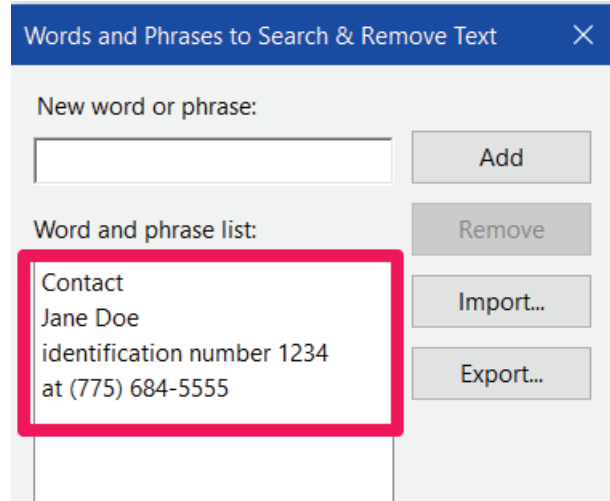 Words and Phrases to Search & Remove Text
New word or phrase:
Add
Word and phrase list:
Remove
Contact
Jane Doe
identification number 1234
at (775) 684-5555
Import...
Export...